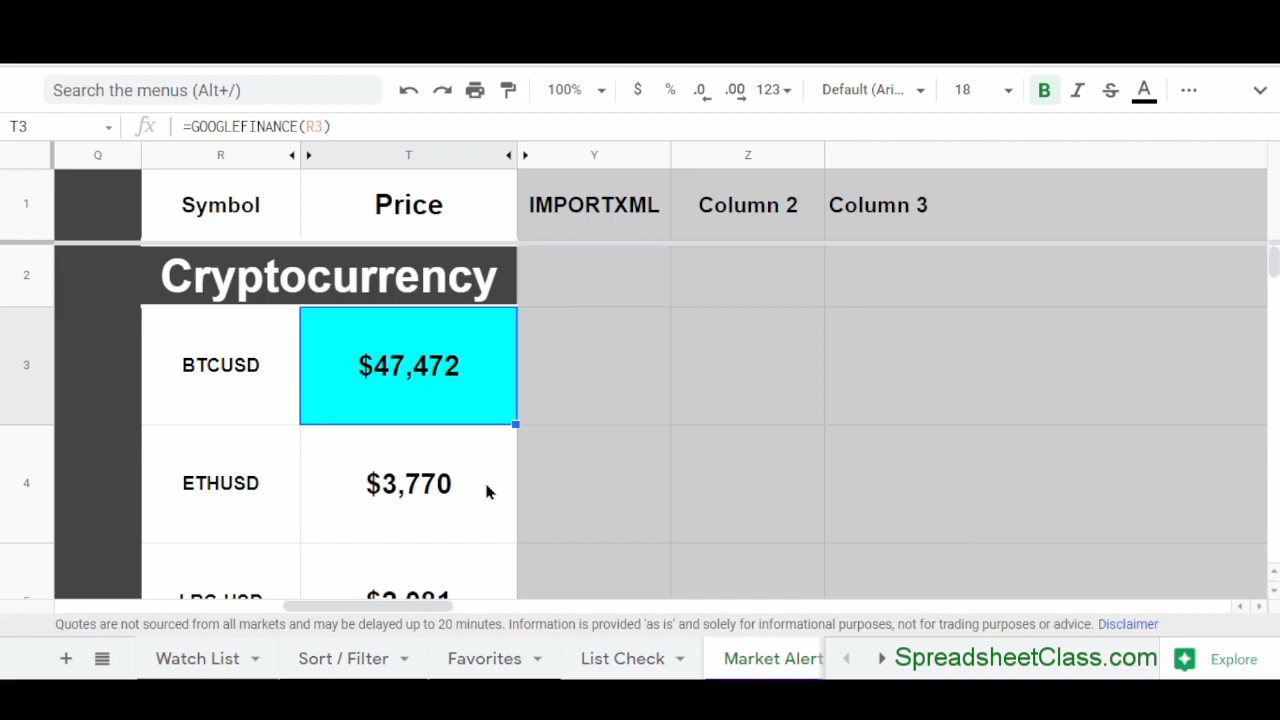 Search the menus (Alt+/)
100%
$ % .0 .00 123
Default (Ari...
18
B I S A
T3
fx =GOOGLEFINANCE(R3)
Q R T Y Z
1 Symbol Price IMPORTXML Column 2 Column 3
2 Cryptocurrency
3 BTCUSD $47,472
4 ETHUSD $3,770
Quotes are not sourced from all markets and may be delayed up to 20 minutes. Information is provided 'as is' and solely for informational purposes, not for trading purposes or advice. Disclaimer
+ Watch List Sort / Filter Favorites List Check Market Alert SpreadsheetClass.com Explore